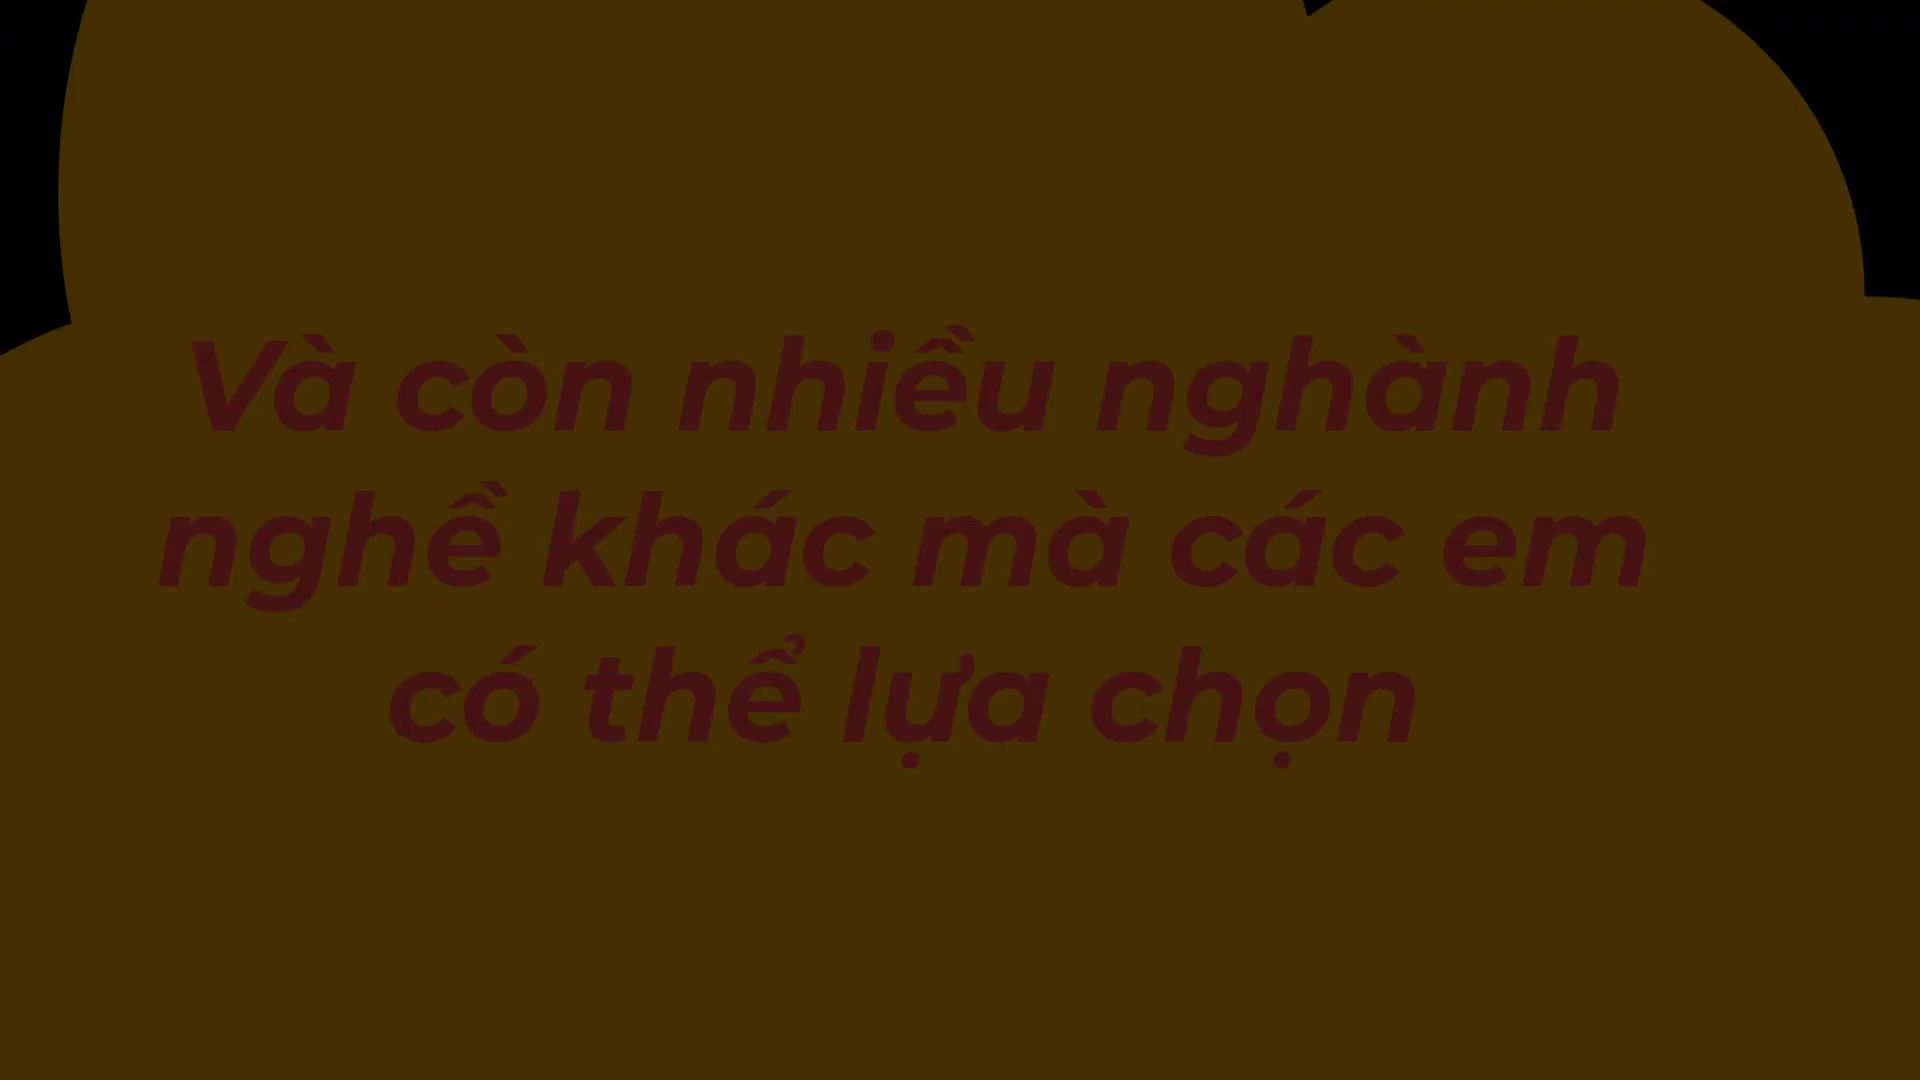 Và còn nhiều nghành
nghề khác mà các em
có thể lựa chọn